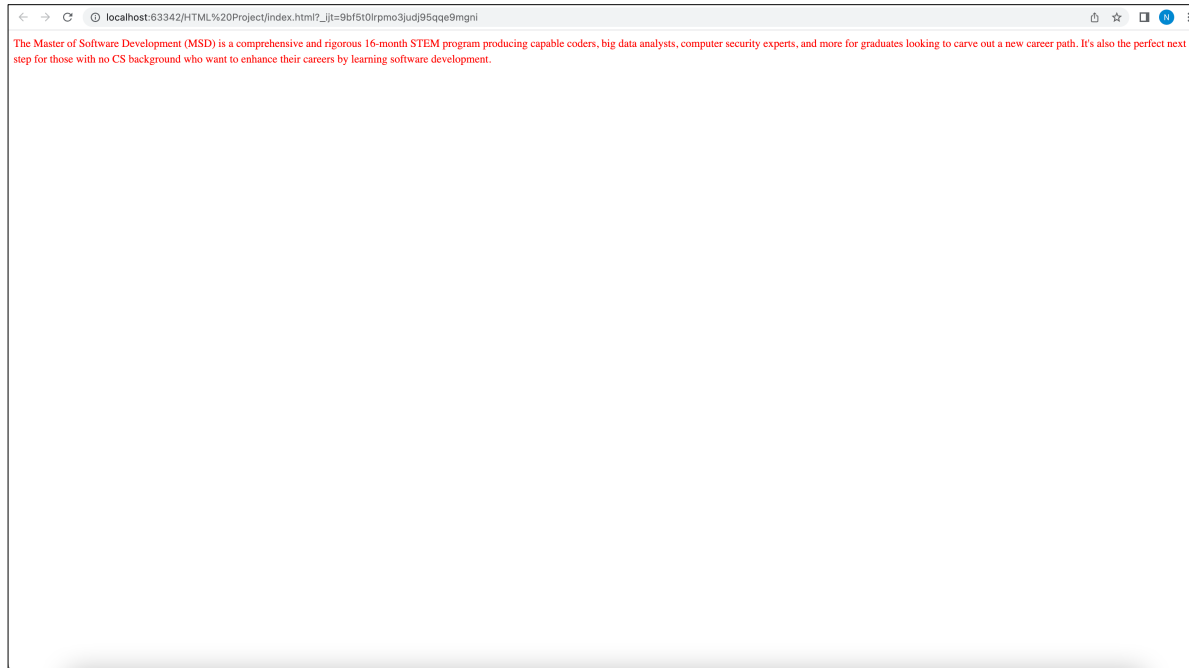 localhost:63342/HTML%20Project/index.html?_ijt=9bf5t0lrpmo3judj95qqe9mgni
N
The Master of Software Development (MSD) is a comprehensive and rigorous 16-month STEM program producing capable coders, big data analysts, computer security experts, and more for graduates looking to carve out a new career path. It's also the perfect next
step for those with no CS background who want to enhance their careers by learning software development.